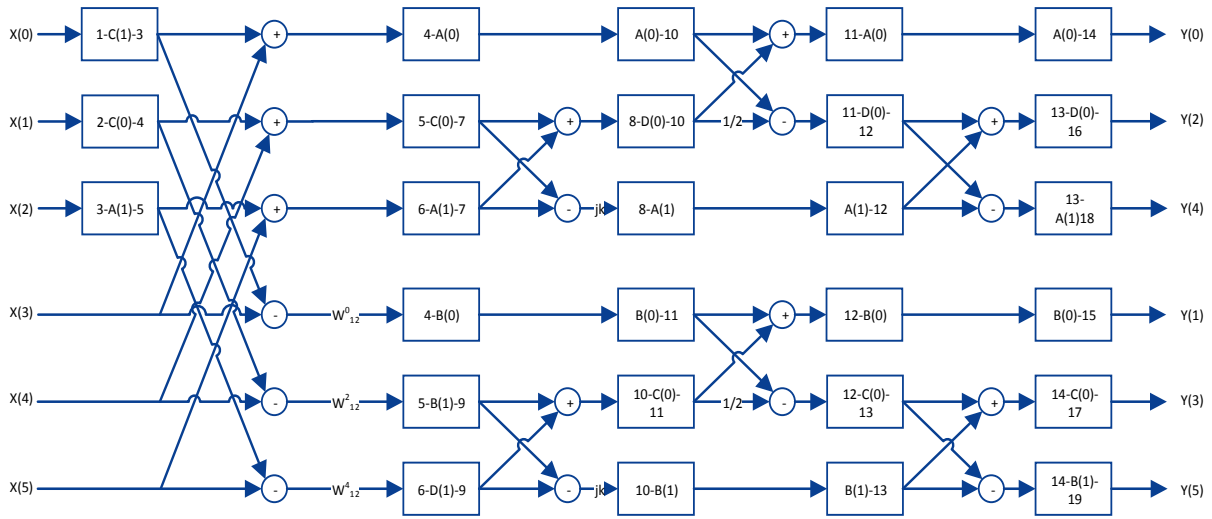 X(0) 1-C(1)-3 + 4-A(0) A(0)-10 + 11-A(0) A(0)-14 Y(0)
X(1) 2-C(0)-4 + 5-C(0)-7 + 8-D(0)-10 1/2 - 11-D(0)-
12 + 13-D(0)-
16 Y(2)
X(2) 3-A(1)-5 + 6-A(1)-7 - jk 8-A(1) A(1)-12 - 13-
A(1)18 Y(4)
X(3) - W⁰₁₂ 4-B(0) B(0)-11 + 12-B(0) B(0)-15 Y(1)
X(4) - W²₁₂ 5-B(1)-9 + 10-C(0)-
11 1/2 - 12-C(0)-
13 + 14-C(0)-
17 Y(3)
X(5) - W⁴₁₂ 6-D(1)-9 - jk 10-B(1) B(1)-13 - 14-B(1)-
19 Y(5)